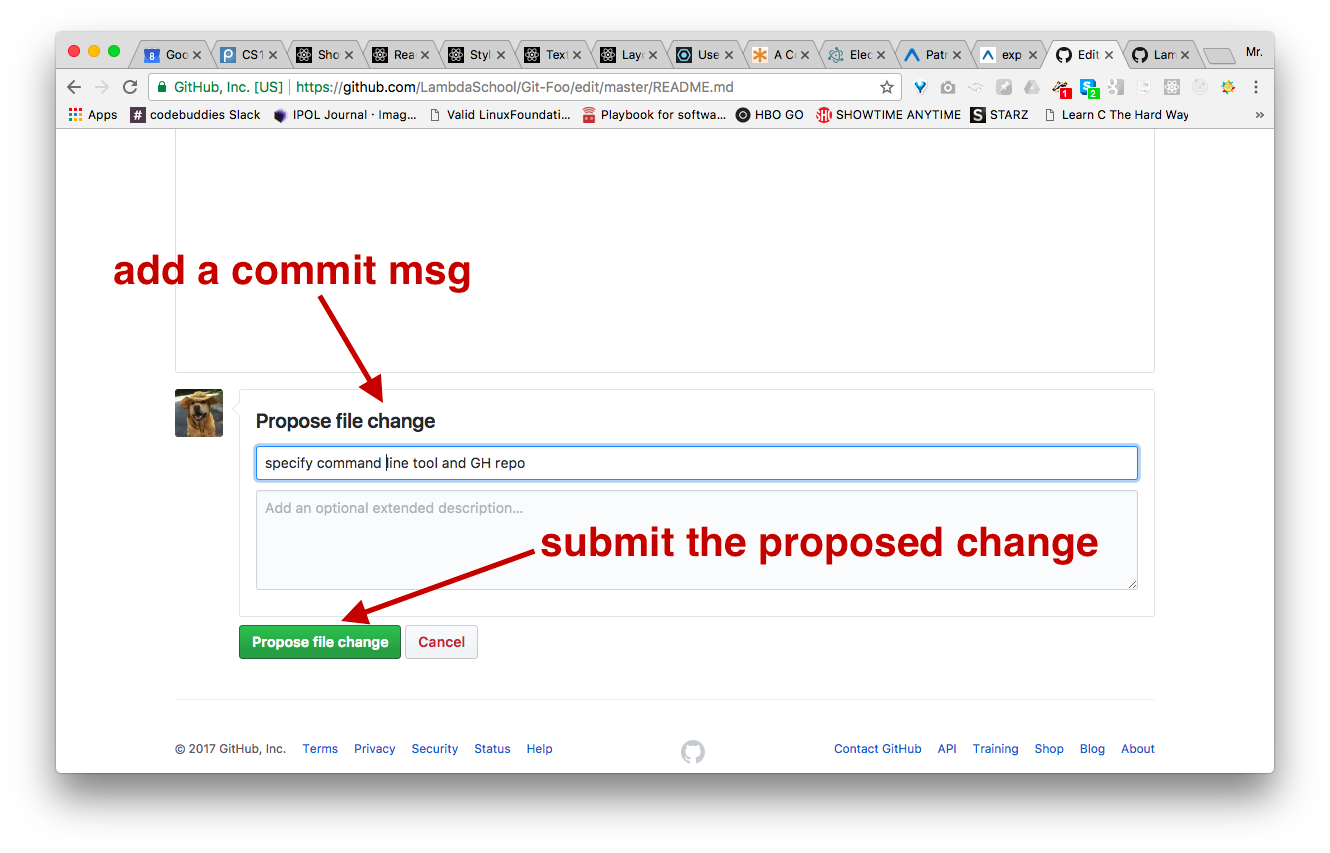 Goo CS1 Sho Rea Styl Text Layo Use A Co Elec Patr exp Edit Lam Mr.
GitHub, Inc. [US] https://github.com/LambdaSchool/Git-Foo/edit/master/README.md 1 2
Apps codebuddies Slack IPOL Journal · Imag... Valid LinuxFoundati... Playbook for softwa... HBO GO SHOWTIME ANYTIME STARZ Learn C The Hard Way »
add a commit msg
Propose file change
specify command line tool and GH repo
Add an optional extended description...
submit the proposed change
Propose file change Cancel
© 2017 GitHub, Inc. Terms Privacy Security Status Help Contact GitHub API Training Shop Blog About